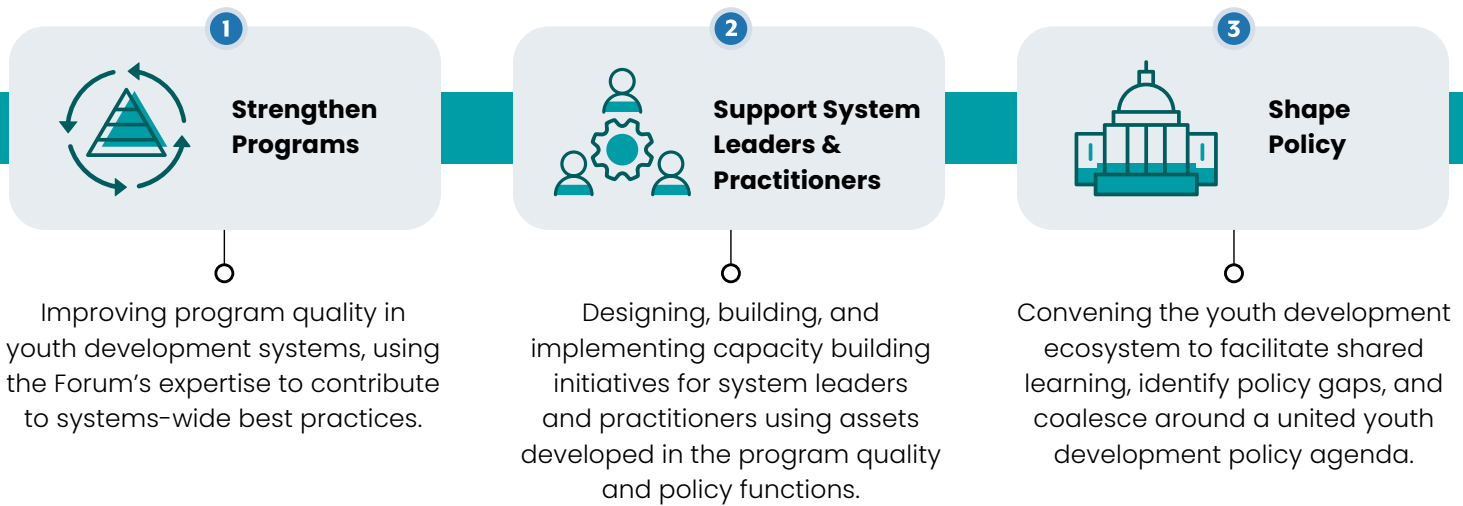 1
Strengthen
Programs
Improving program quality in
youth development systems, using
the Forum's expertise to contribute
to systems-wide best practices.
2
Support System
Leaders &
Practitioners
Designing, building, and
implementing capacity building
initiatives for system leaders
and practitioners using assets
developed in the program quality
and policy functions.
3
Shape
Policy
Convening the youth development
ecosystem to facilitate shared
learning, identify policy gaps, and
coalesce around a united youth
development policy agenda.